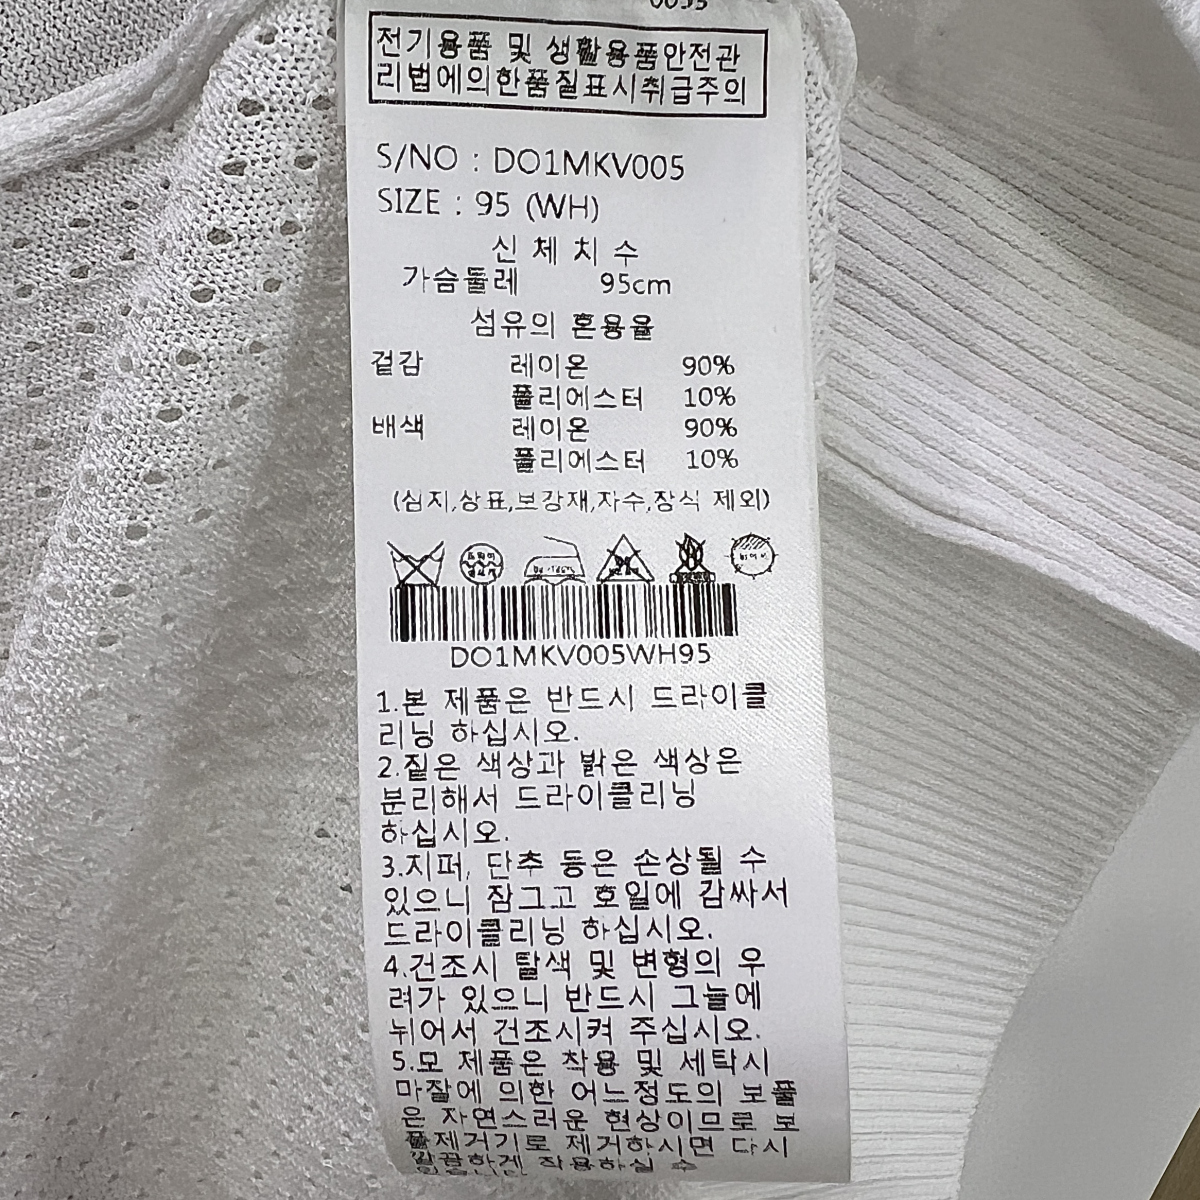 전기용품 및 생활용품안전관
리법에의한품질표시취급주의
S/NO : DO1MKV005
SIZE : 95 (WH)
신 체 치 수
가슴둘레 95cm
섬유의 혼용율
겉감 레이온 90%
폴리에스터 10%
배색 레이온 90%
폴리에스터 10%
(심지,상표,보강재,자수,장식 제외)
DO1MKV005WH95
1.본 제품은 반드시 드라이클
리닝 하십시오.
2.짙은 색상과 밝은 색상은
분리해서 드라이클리닝
하십시오.
3.지퍼, 단추 등은 손상될 수
있으니 잠그고 호일에 감싸서
드라이클리닝 하십시오.
4.건조시 탈색 및 변형의 우
려가 있으니 반드시 그늘에
뉘어서 건조시켜 주십시오.
5.모 제품은 착용 및 세탁시
마찰에 의한 어느정도의 보풀
은 자연스러운 현상이므로 보
풀제거기로 제거하시면 다시
깔끔하게 착용하실 수